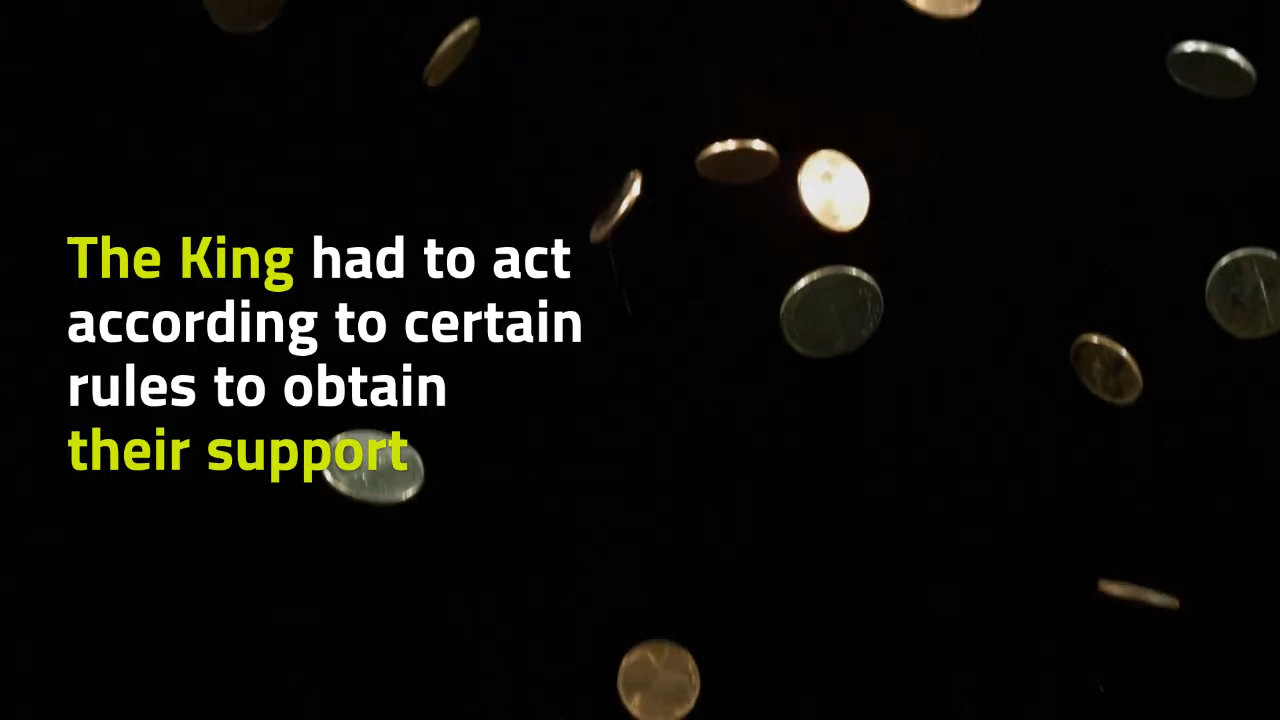 The King had to act
according to certain
rules to obtain
their support